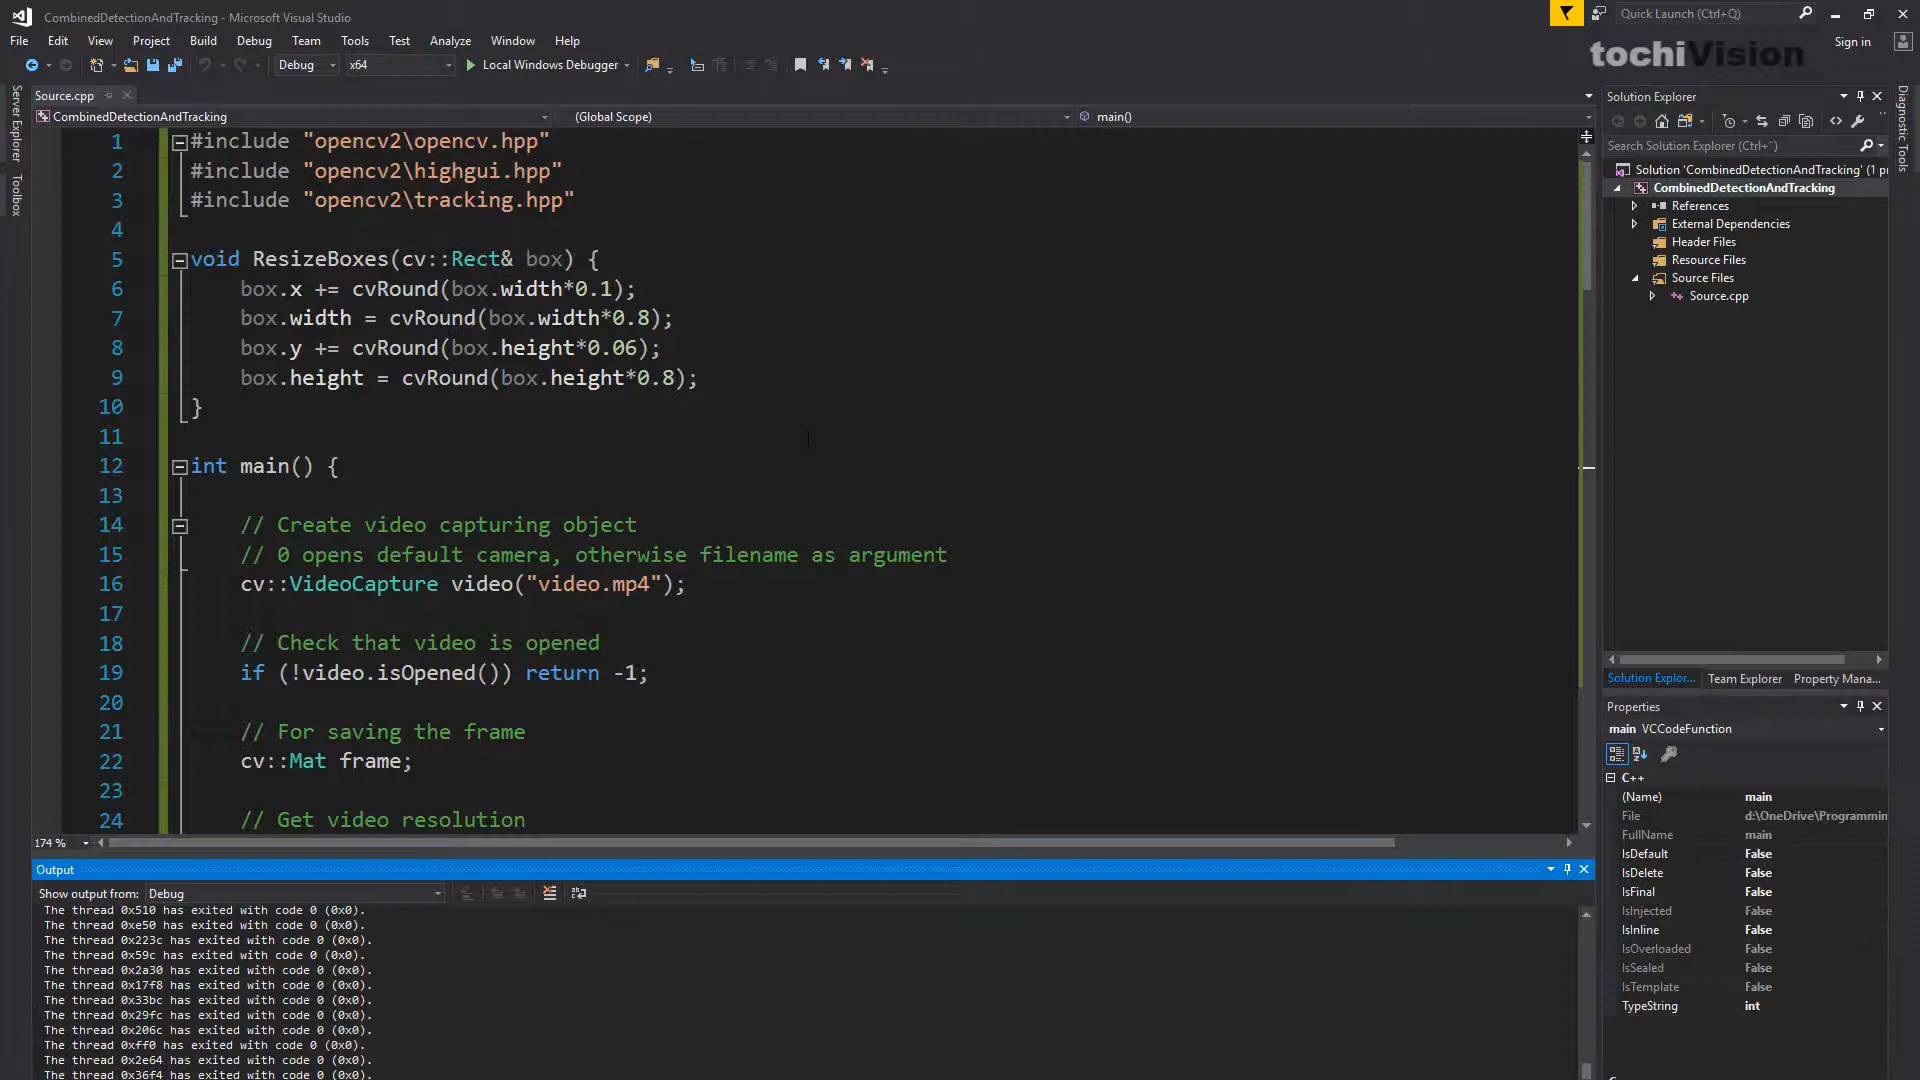 CombinedDetectionAndTracking - Microsoft Visual Studio
Quick Launch (Ctrl+Q)
File Edit View Project Build Debug Team Tools Test Analyze Window Help
Sign in
tochiVision
Debug x64 Local Windows Debugger
Server Explorer
Toolbox
Source.cpp
CombinedDetectionAndTracking (Global Scope) main()
1 #include "opencv2\opencv.hpp"
2 #include "opencv2\highgui.hpp"
3 #include "opencv2\tracking.hpp"
4
5 void ResizeBoxes(cv::Rect& box) {
6 box.x += cvRound(box.width*0.1);
7 box.width = cvRound(box.width*0.8);
8 box.y += cvRound(box.height*0.06);
9 box.height = cvRound(box.height*0.8);
10 }
11
12 int main() {
13
14 // Create video capturing object
15 // 0 opens default camera, otherwise filename as argument
16 cv::VideoCapture video("video.mp4");
17
18 // Check that video is opened
19 if (!video.isOpened()) return -1;
20
21 // For saving the frame
22 cv::Mat frame;
23
24 // Get video resolution
174 %
Output
Show output from: Debug
The thread 0x510 has exited with code 0 (0x0).
The thread 0xe50 has exited with code 0 (0x0).
The thread 0x223c has exited with code 0 (0x0).
The thread 0x59c has exited with code 0 (0x0).
The thread 0x2a30 has exited with code 0 (0x0).
The thread 0x17f8 has exited with code 0 (0x0).
The thread 0x33bc has exited with code 0 (0x0).
The thread 0x29fc has exited with code 0 (0x0).
The thread 0x206c has exited with code 0 (0x0).
The thread 0xff0 has exited with code 0 (0x0).
The thread 0x2e64 has exited with code 0 (0x0).
The thread 0x36f4 has exited with code 0 (0x0).
Solution Explorer
Search Solution Explorer (Ctrl+¨)
Solution 'CombinedDetectionAndTracking' (1 pr
CombinedDetectionAndTracking
References
External Dependencies
Header Files
Resource Files
Source Files
Source.cpp
Solution Explor... Team Explorer Property Mana...
Properties
main VCCodeFunction
C++
(Name) main
File d:\OneDrive\Programmin
FullName main
IsDefault False
IsDelete False
IsFinal False
IsInjected False
IsInline False
IsOverloaded False
IsSealed False
IsTemplate False
TypeString int
Diagnostic Tools